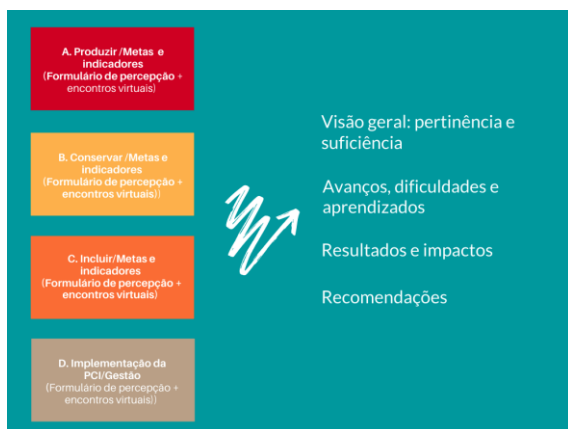 A. Produzir /Metas e
indicadores
(Formulário de percepção +
encontros virtuais)
B. Conservar /Metas e
indicadores
(Formulário de percepção +
encontros virtuais))
C. Incluir/Metas e
indicadores
(Formulário de percepção +
encontros virtuais)
D. Implementação da
PCI/Gestão
(Formulário de percepção +
encontros virtuais))
Visão geral: pertinência e
suficiência
Avanços, dificuldades e
aprendizados
Resultados e impactos
Recomendações